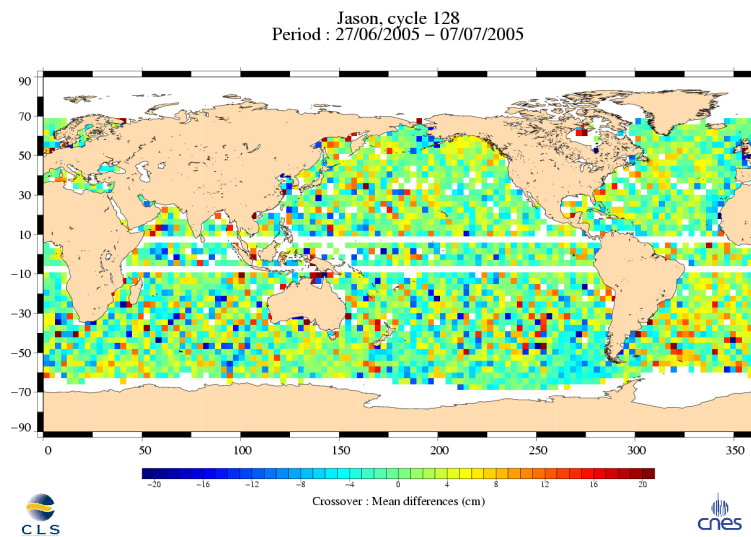 Jason, cycle 128
Period : 27/06/2005 − 07/07/2005
90
70
50
30
10
−10
−30
−50
−70
−90
0 50 100 150 200 250 300 350
−20 −16 −12 −8 −4 0 4 8 12 16 20
Crossover : Mean differences (cm)
CLS
cnes